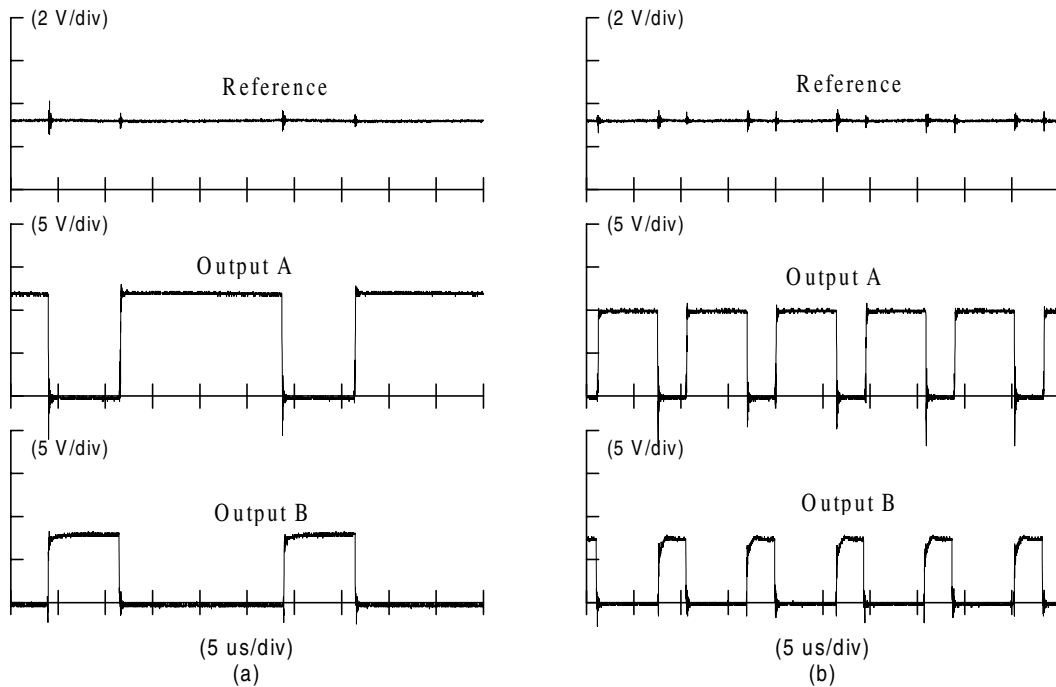 (2 V/div)
Reference
(5 V/div)
Output A
(5 V/div)
Output B
(5 us/div)
(a)
(2 V/div)
Reference
(5 V/div)
Output A
(5 V/div)
Output B
(5 us/div)
(b)